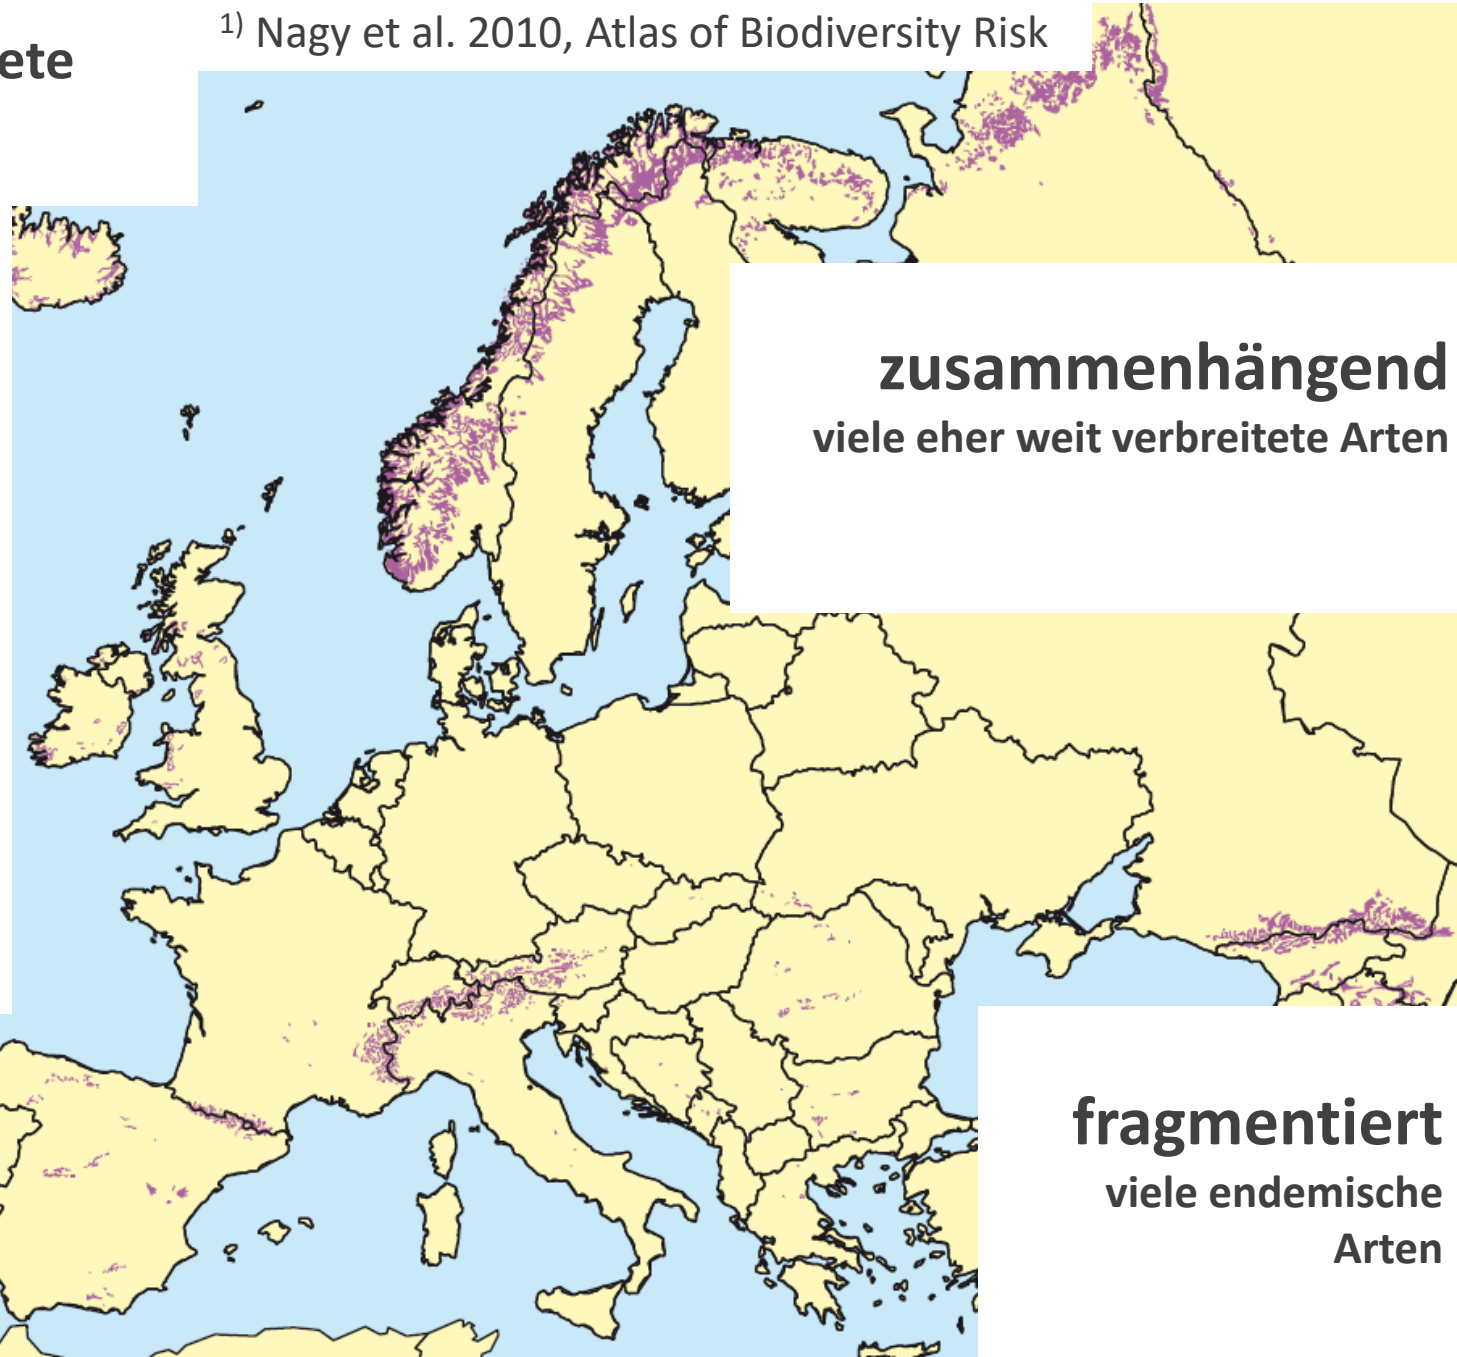 ete
1) Nagy et al. 2010, Atlas of Biodiversity Risk
zusammenhängend
viele eher weit verbreitete Arten
fragmentiert
viele endemische
Arten